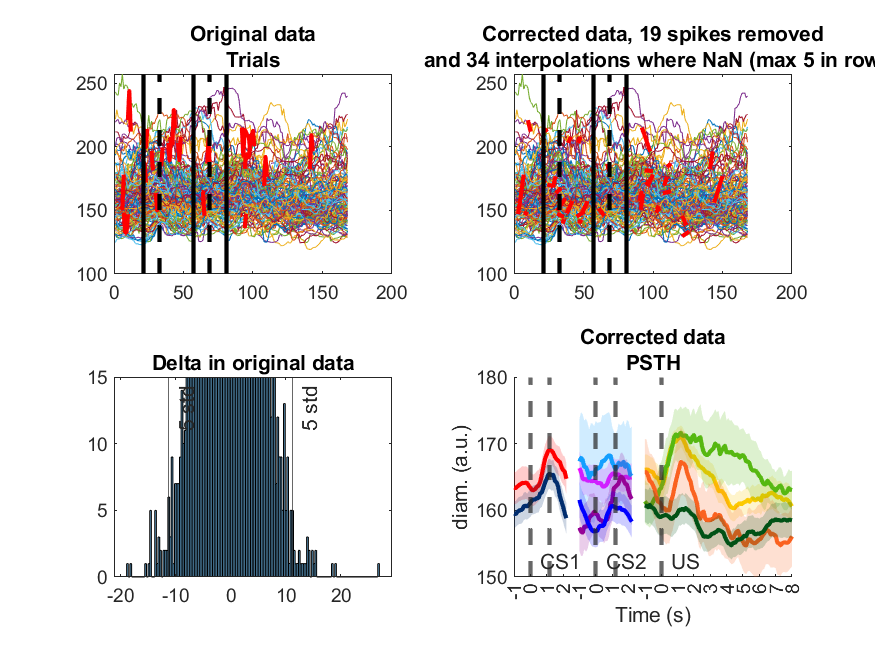 Original data
Trials
250
200
150
100
0 50 100 150 200
Corrected data, 19 spikes removed
and 34 interpolations where NaN (max 5 in row
250
200
150
100
0 50 100 150 200
Delta in original data
15
10
5
0
5 std
5 std
-20 -10 0 10 20
Corrected data
PSTH
180
170
160
150
diam. (a.u.)
CS1 CS2 US
-1 0 1 2 -1 0 1 2 -1 0 1 2 3 4 5 6 7 8
Time (s)